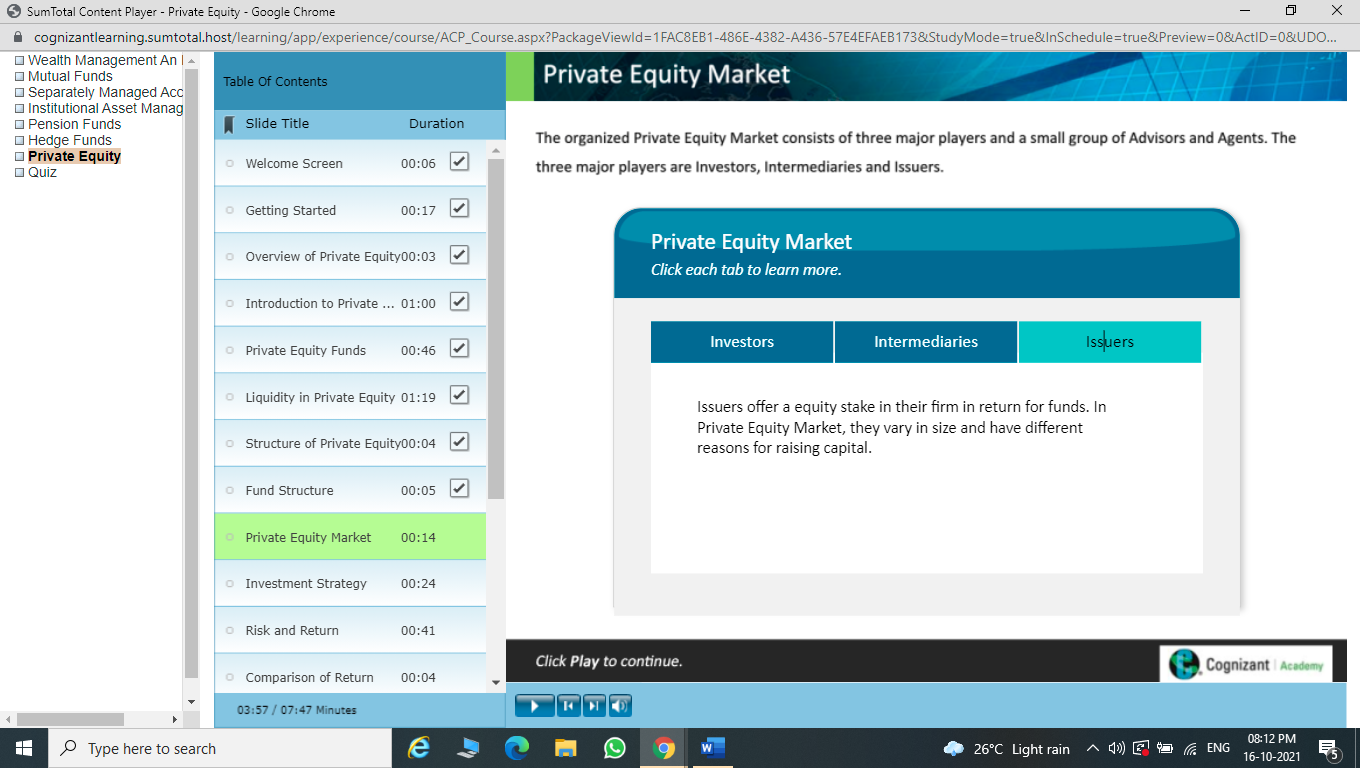 SumTotal Content Player - Private Equity - Google Chrome
cognizantlearning.sumtotal.host/learning/app/experience/course/ACP_Course.aspx?PackageViewId=1FAC8EB1-486E-4382-A436-57E4EFAEB173&StudyMode=true&InSchedule=true&Preview=0&ActID=0&UDO...
Wealth Management An
Mutual Funds
Separately Managed Acc
Institutional Asset Manag
Pension Funds
Hedge Funds
Private Equity
Quiz
Table Of Contents
Slide Title Duration
Welcome Screen 00:06
Getting Started 00:17
Overview of Private Equity 00:03
Introduction to Private ... 01:00
Private Equity Funds 00:46
Liquidity in Private Equity 01:19
Structure of Private Equity 00:04
Fund Structure 00:05
Private Equity Market 00:14
Investment Strategy 00:24
Risk and Return 00:41
Comparison of Return 00:04
03:57 / 07:47 Minutes
Private Equity Market
The organized Private Equity Market consists of three major players and a small group of Advisors and Agents. The
three major players are Investors, Intermediaries and Issuers.
Private Equity Market
Click each tab to learn more.
Investors Intermediaries Issuers
Issuers offer a equity stake in their firm in return for funds. In
Private Equity Market, they vary in size and have different
reasons for raising capital.
Click Play to continue.
Cognizant | Academy
Type here to search
26°C Light rain
ENG
08:12 PM
16-10-2021
5